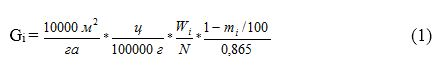 Gi = 10000 м²/га * ц/100000 г * Wi/N * 1 − mi/100/0,865 (1)